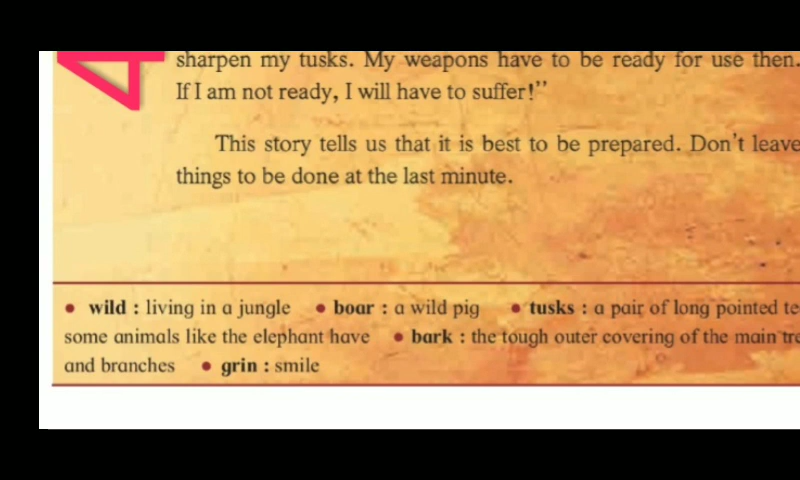 sharpen my tusks. My weapons have to be ready for use then.
If I am not ready, I will have to suffer!”
This story tells us that it is best to be prepared. Don’t leave
things to be done at the last minute.
• wild : living in a jungle • boar : a wild pig • tusks : a pair of long pointed
some animals like the elephant have • bark : the tough outer covering of the main
and branches • grin : smile